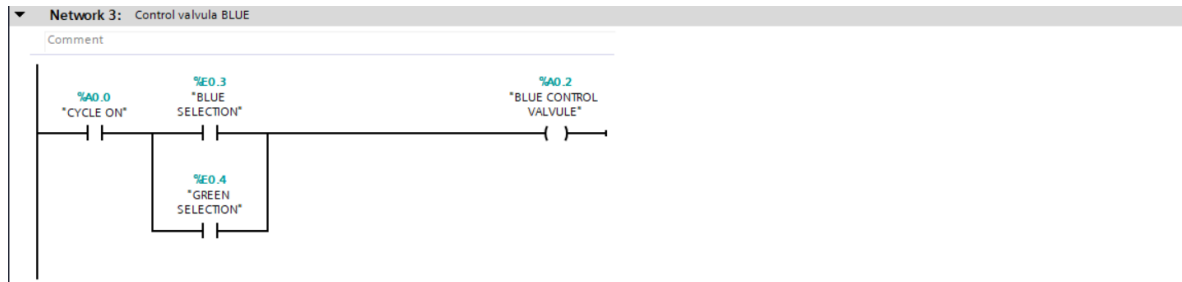 Network 3: Control valvula BLUE
Comment
%A0.0
"CYCLE ON"
%E0.3
"BLUE
SELECTION"
%A0.2
"BLUE CONTROL
VALVULE"
%E0.4
"GREEN
SELECTION"